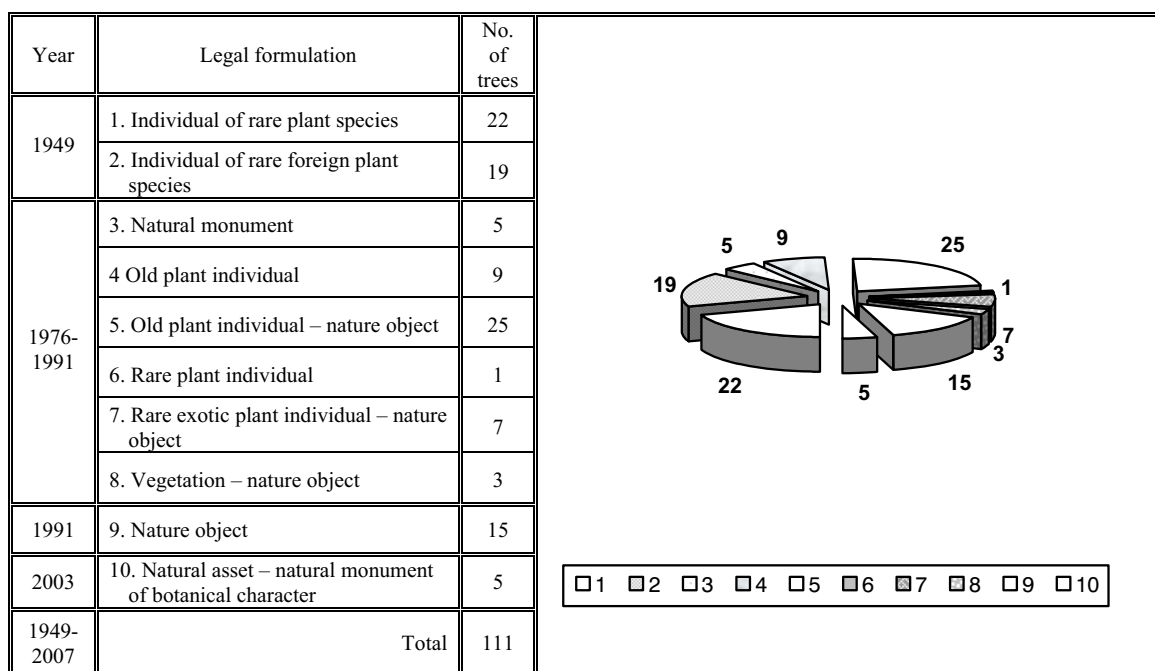 Year
Legal formulation
No.
of
trees
1949
1. Individual of rare plant species
22
2. Individual of rare foreign plant
species
19
1976-
1991
3. Natural monument
5
4 Old plant individual
9
5. Old plant individual – nature object
25
6. Rare plant individual
1
7. Rare exotic plant individual – nature
object
7
8. Vegetation – nature object
3
1991
9. Nature object
15
2003
10. Natural asset – natural monument
of botanical character
5
1949-
2007
Total
111
5
9
25
19
1
7
3
22
5
15
1 2 3 4 5 6 7 8 9 10